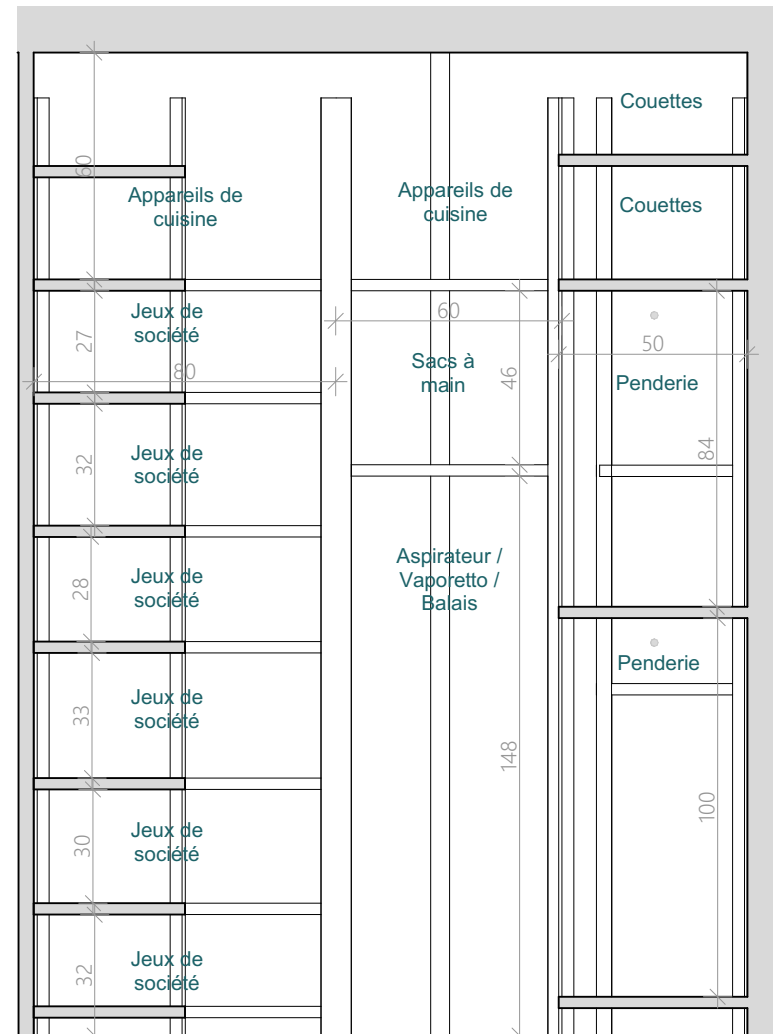 Couettes
60
Appareils de
cuisine
Appareils de
cuisine
Couettes
Jeux de
société
27
60
50
80
Sacs à
main
46
Penderie
Jeux de
société
32
84
Aspirateur /
Vaporetto /
Balais
Jeux de
société
28
Penderie
Jeux de
société
33
148
100
Jeux de
société
30
Jeux de
société
32